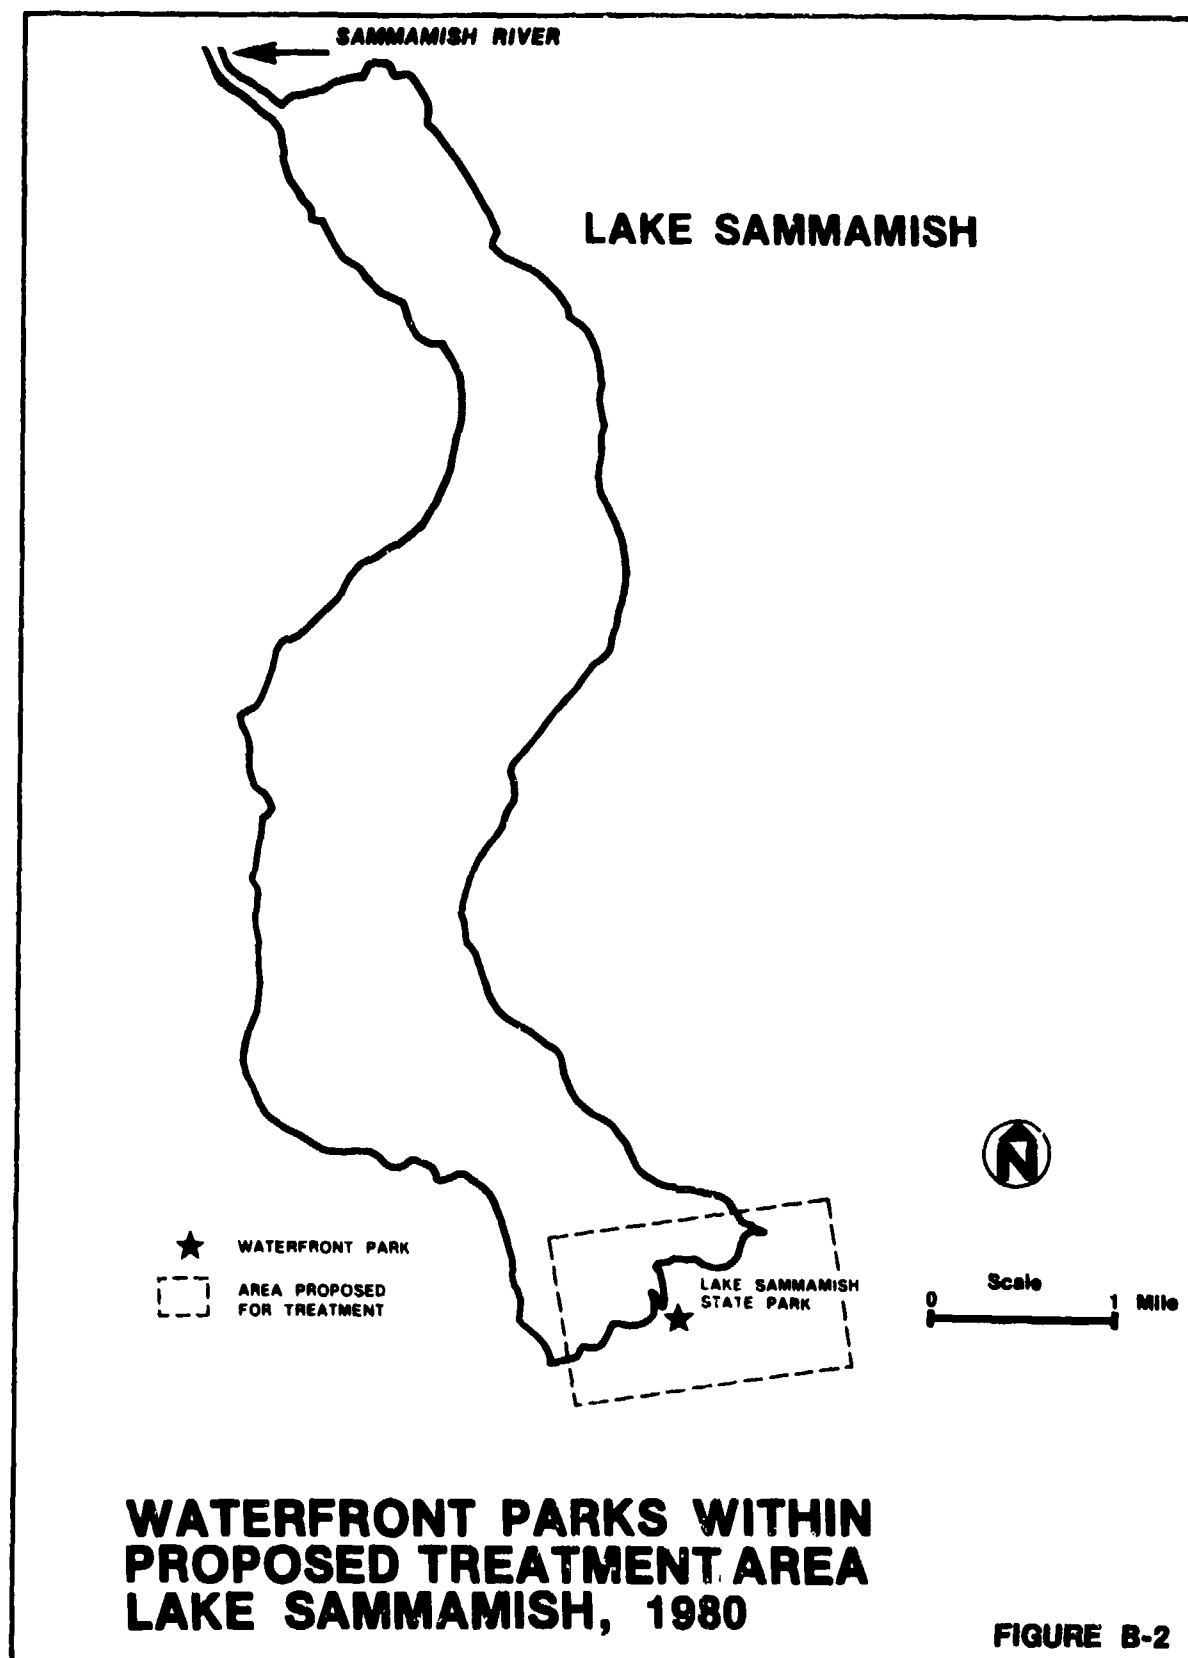 SAMMAMISH RIVER
LAKE SAMMAMISH
N
WATERFRONT PARK
AREA PROPOSED
FOR TREATMENT
LAKE SAMMAMISH
STATE PARK
Scale
0 1 Mile
WATERFRONT PARKS WITHIN
PROPOSED TREATMENT AREA
LAKE SAMMAMISH, 1980
FIGURE B-2